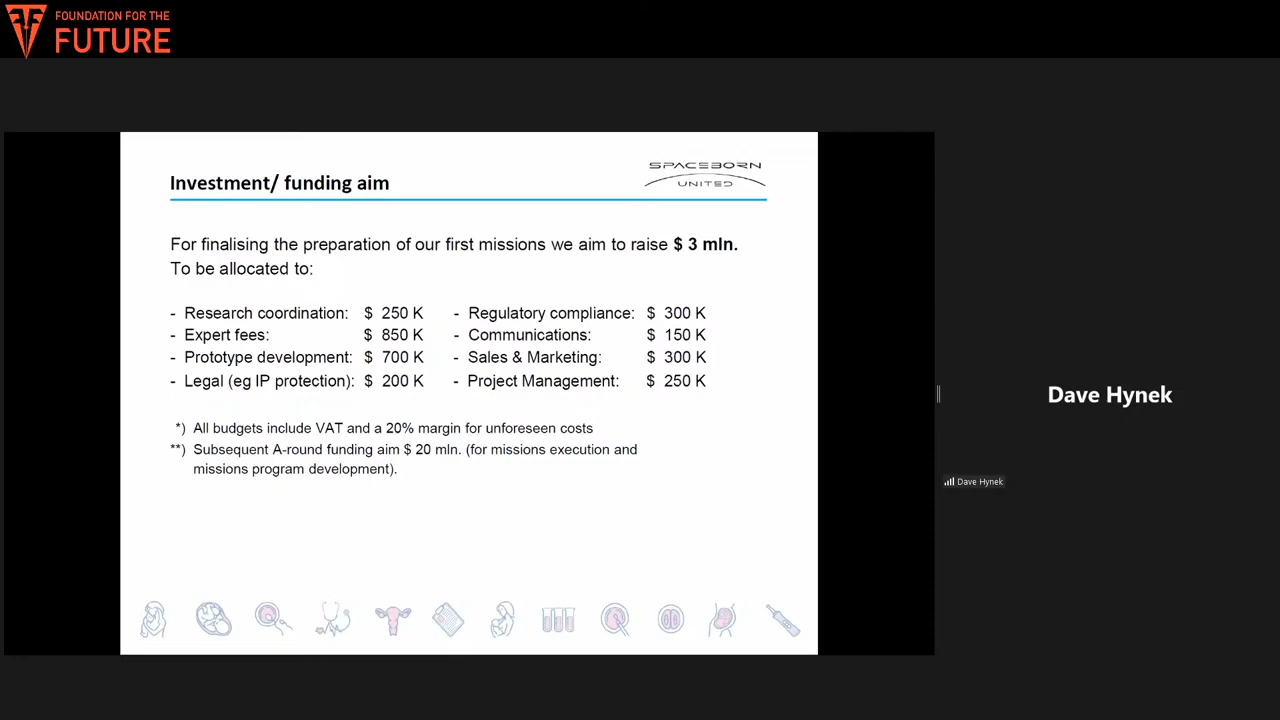 FOUNDATION FOR THE
FUTURE
SPACEBORN
UNITED
Investment/ funding aim
For finalising the preparation of our first missions we aim to raise $ 3 mln.
To be allocated to:
- Research coordination: $ 250 K
- Expert fees: $ 850 K
- Prototype development: $ 700 K
- Legal (eg IP protection): $ 200 K
- Regulatory compliance: $ 300 K
- Communications: $ 150 K
- Sales & Marketing: $ 300 K
- Project Management: $ 250 K
*) All budgets include VAT and a 20% margin for unforeseen costs
**) Subsequent A-round funding aim $ 20 mln. (for missions execution and
missions program development).
Dave Hynek
Dave Hynek